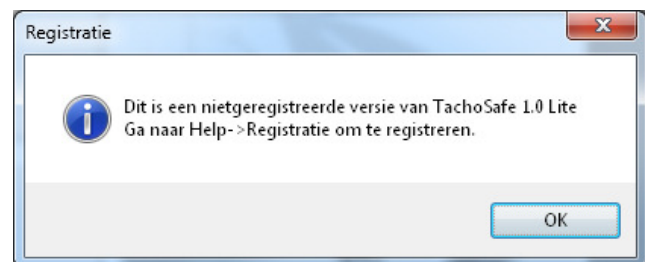 Registratie
Dit is een nietgeregistreerde versie van TachoSafe 1.0 Lite
Ga naar Help->Registratie om te registreren.
OK